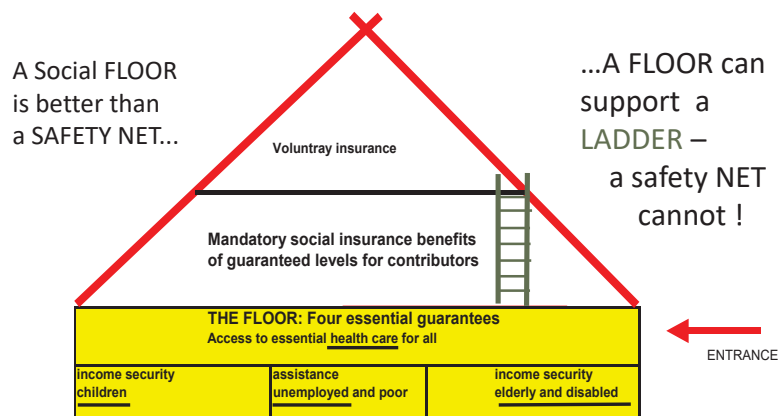 A Social FLOOR
is better than
a SAFETY NET...
...A FLOOR can
support a
LADDER –
a safety NET
cannot !
Voluntray insurance
Mandatory social insurance benefits
of guaranteed levels for contributors
THE FLOOR: Four essential guarantees
Access to essential health care for all
ENTRANCE
income security
children
assistance
unemployed and poor
income security
elderly and disabled